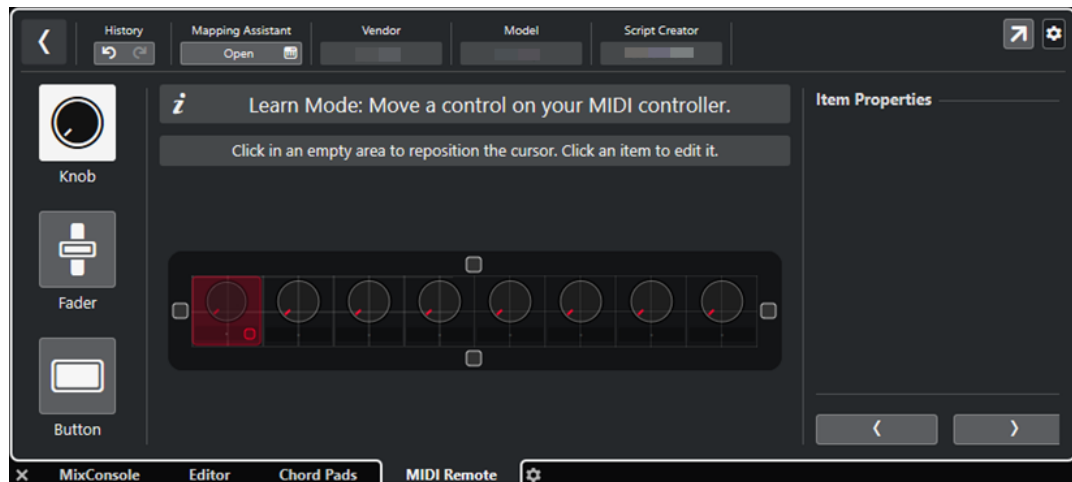 History
Mapping Assistant
Vendor
Model
Script Creator
Open
i
Learn Mode: Move a control on your MIDI controller.
Click in an empty area to reposition the cursor. Click an item to edit it.
Item Properties
Knob
Fader
Button
MixConsole
Editor
Chord Pads
MIDI Remote